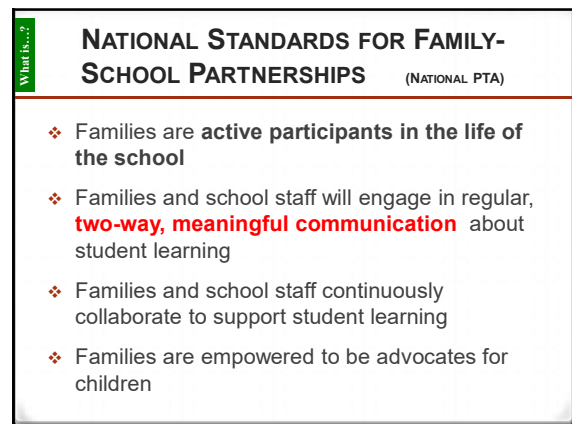 What is…?
NATIONAL STANDARDS FOR FAMILY-
SCHOOL PARTNERSHIPS (NATIONAL PTA)
❖ Families are active participants in the life of
the school
❖ Families and school staff will engage in regular,
two-way, meaningful communication about
student learning
❖ Families and school staff continuously
collaborate to support student learning
❖ Families are empowered to be advocates for
children